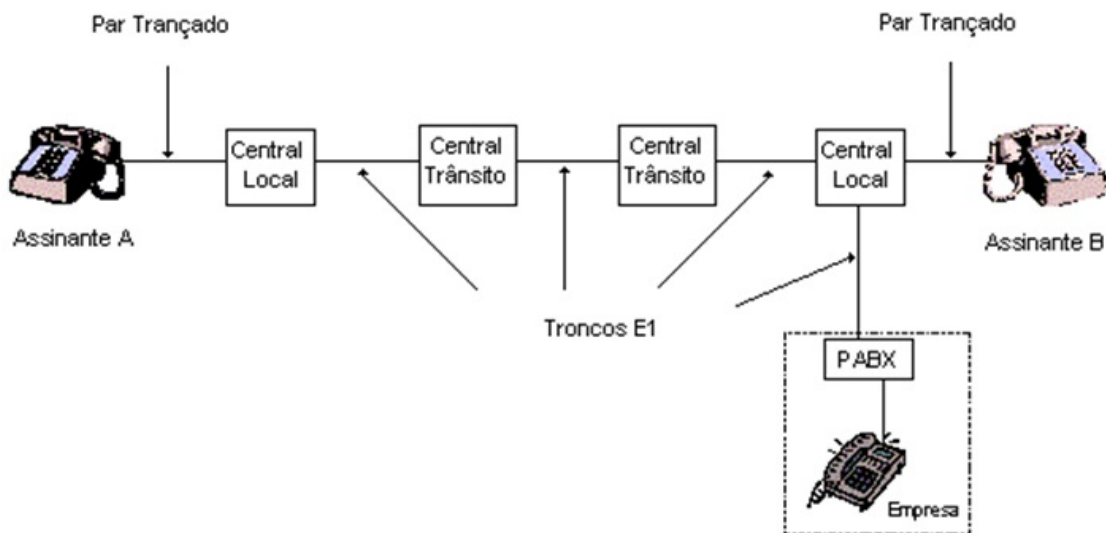 Par Trançado
Par Trançado
Central
Local
Central
Trânsito
Central
Trânsito
Central
Local
Assinante A
Assinante B
Troncos E1
PABX
Empresa